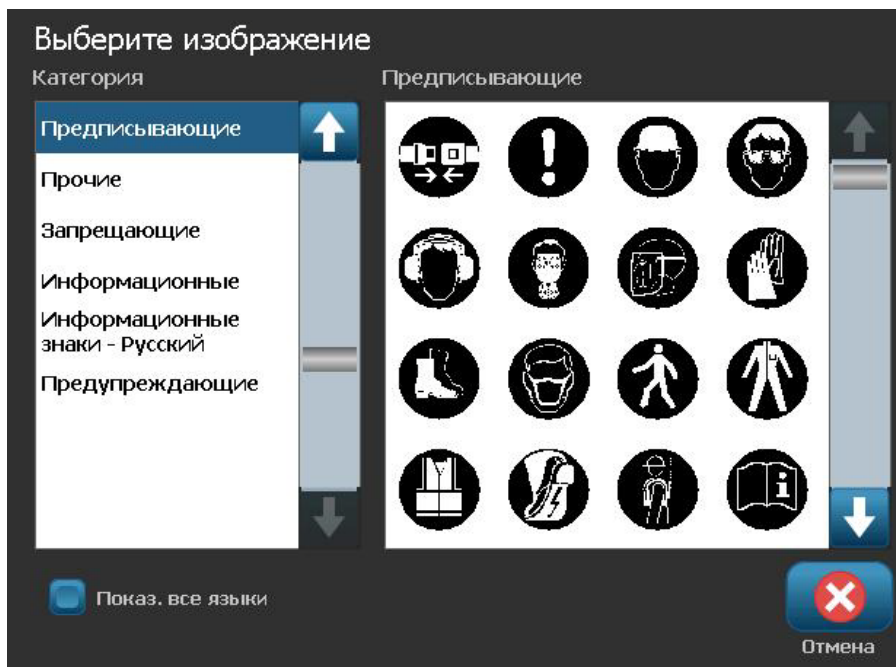 Выберите изображение
Категория
Предписывающие
Предписывающие
Прочие
Запрещающие
Информационные
Информационные
знаки - Русский
Предупреждающие
Показ. все языки
Отмена